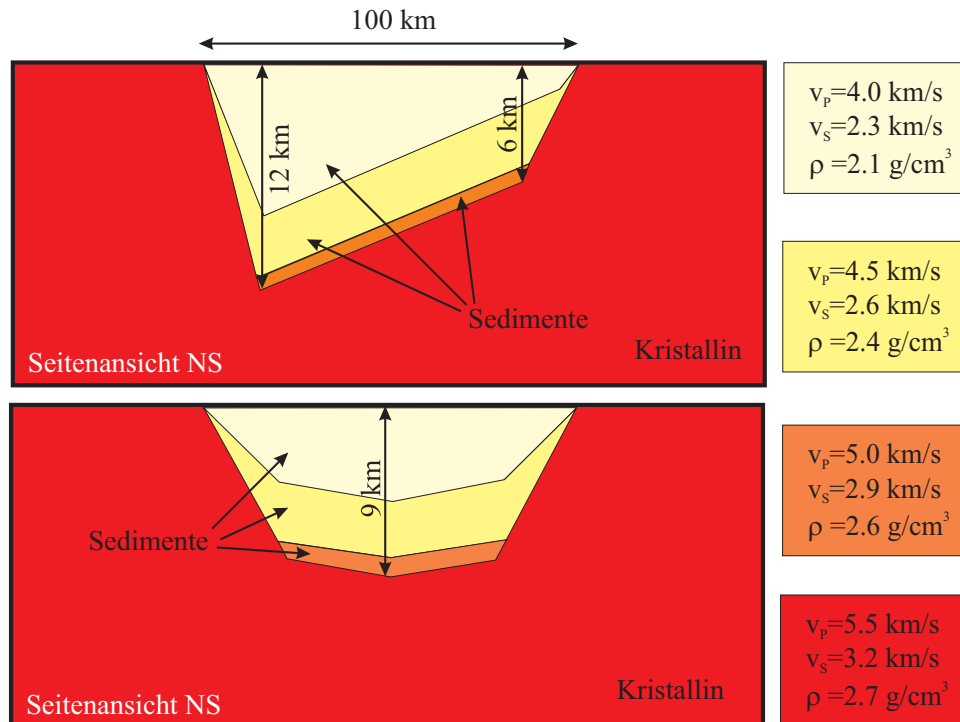 100 km
12 km
6 km
Sedimente
Kristallin
Seitenansicht NS
9 km
Sedimente
Kristallin
Seitenansicht NS
vₚ=4.0 km/s
vₛ=2.3 km/s
ρ =2.1 g/cm³
vₚ=4.5 km/s
vₛ=2.6 km/s
ρ =2.4 g/cm³
vₚ=5.0 km/s
vₛ=2.9 km/s
ρ =2.6 g/cm³
vₚ=5.5 km/s
vₛ=3.2 km/s
ρ =2.7 g/cm³